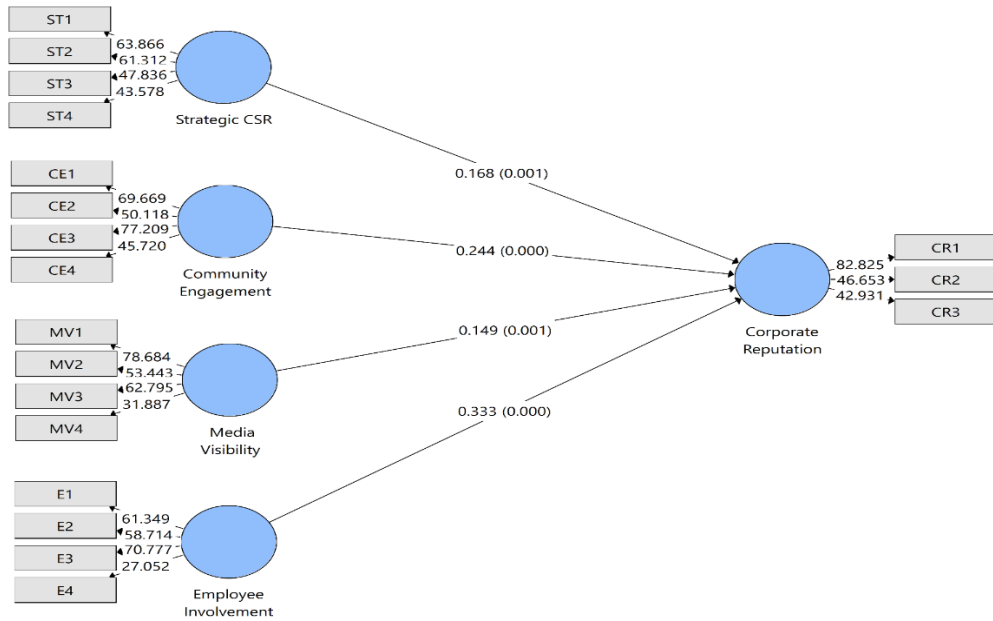 ST1
ST2
ST3
ST4
63.866
61.312
47.836
43.578
Strategic CSR
0.168 (0.001)
CE1
CE2
CE3
CE4
69.669
50.118
77.209
45.720
Community
Engagement
0.244 (0.000)
MV1
MV2
MV3
MV4
78.684
53.443
62.795
31.887
Media
Visibility
0.149 (0.001)
E1
E2
E3
E4
61.349
58.714
70.777
27.052
Employee
Involvement
0.333 (0.000)
82.825
46.653
42.931
CR1
CR2
CR3
Corporate
Reputation